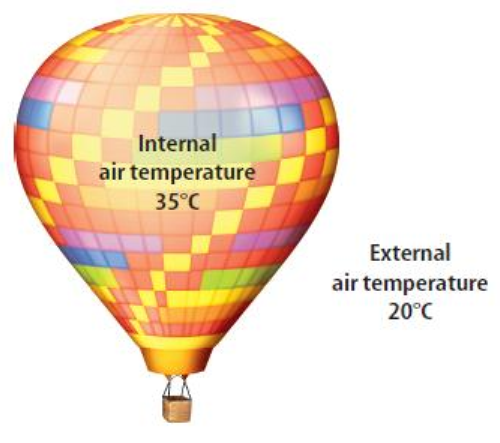 Internal
air temperature
35°C
External
air temperature
20°C